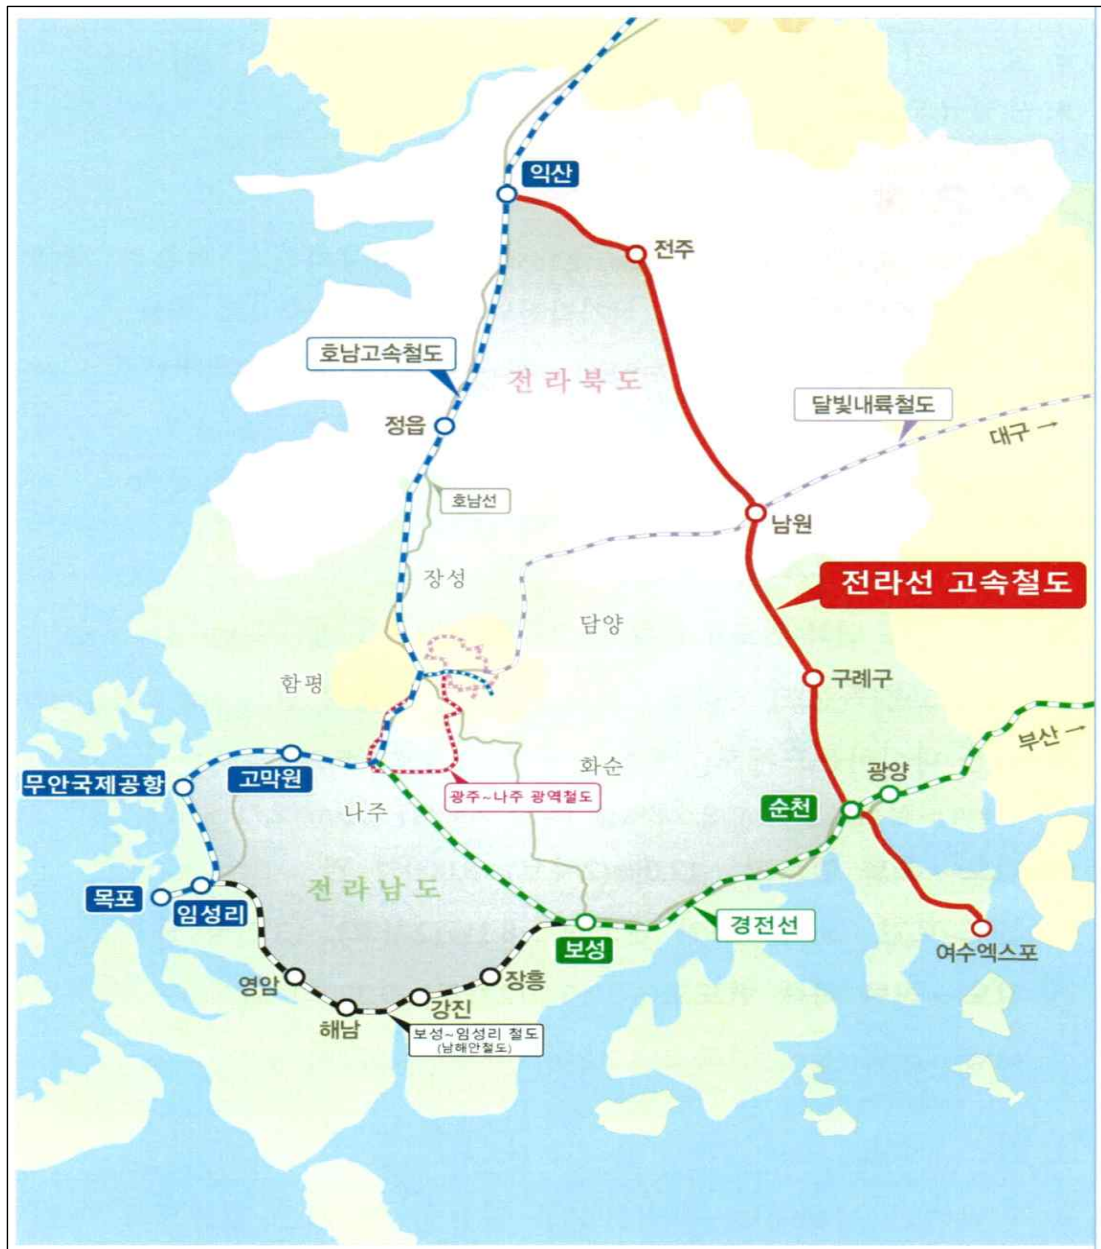 익산
전주
호남고속철도
전라북도
달빛내륙철도
대구 →
정읍
호남선
남원
장성
전라선 고속철도
담양
함평
구례구
부산 →
화순
광양
무안국제공항
고막원
광주~나주 광역철도
순천
나주
전라남도
목포
임성리
경전선
보성
여수엑스포
영암
장흥
강진
해남
보성~임성리 철도
(남해안철도)